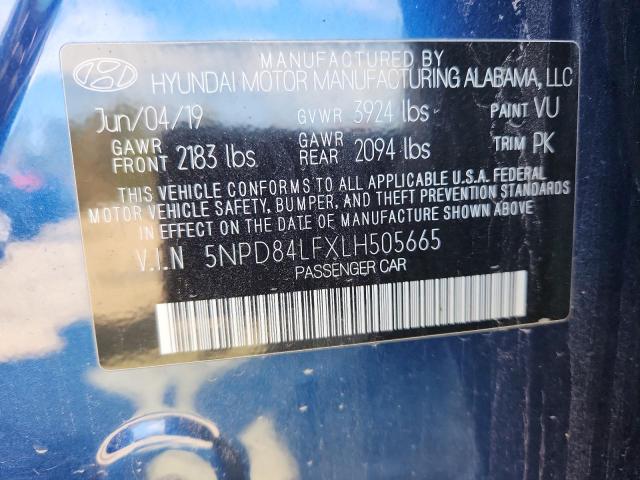 MANUFACTURED BY
HYUNDAI MOTOR MANUFACTURING ALABAMA, LLC
Jun/04/19 GVWR 3924 lbs PAINT VU
GAWR FRONT 2183 lbs GAWR REAR 2094 lbs TRIM PK
THIS VEHICLE CONFORMS TO ALL APPLICABLE U.S.A. FEDERAL
MOTOR VEHICLE SAFETY, BUMPER, AND THEFT PREVENTION STANDARDS
IN EFFECT ON THE DATE OF MANUFACTURE SHOWN ABOVE
V.I.N 5NPD84LFXLH505665
PASSENGER CAR